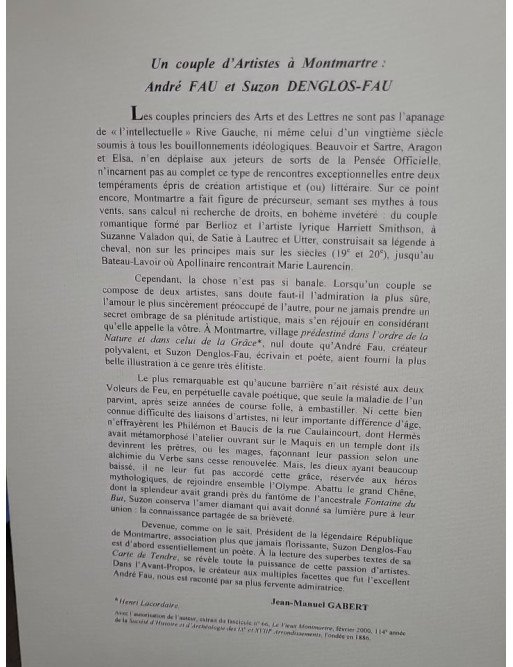 Un couple d'Artistes à Montmartre :
André FAU et Suzon DENGLOS-FAU
Les couples princiers des Arts et des Lettres ne sont pas l'apanage
de « l'intellectuelle » Rive Gauche, ni même celui d'un vingtième siècle
soumis à tous les bouillonnements idéologiques. Beauvoir et Sartre, Aragon
et Elsa, n'en déplaise aux jeteurs de sorts de la Pensée Officielle,
n'incarnent pas au complet ce type de rencontres exceptionnelles entre deux
tempéraments épris de création artistique et (ou) littéraire. Sur ce point
encore, Montmartre a fait figure de précurseur, semant ses mythes à tous
vents, sans calcul ni recherche de droits, en bohème invétéré : du couple
romantique formé par Berlioz et l'artiste lyrique Harriett Smithson, à
Suzanne Valadon qui, de Satie à Lautrec et Utter, construisait sa légende à
cheval, non sur les principes mais sur les siècles (19e et 20e), jusqu'au
Bateau-Lavoir où Apollinaire rencontrait Marie Laurencin.
Cependant, la chose n'est pas si banale. Lorsqu'un couple se
compose de deux artistes, sans doute faut-il l'admiration la plus sûre,
l'amour le plus sincèrement préoccupé de l'autre, pour ne jamais prendre un
secret ombrage de sa plénitude artistique, mais s'en réjouir en considérant
qu'elle appelle la vôtre. À Montmartre, village prédestiné dans l'ordre de la
Nature et dans celui de la Grâce*, nul doute qu'André Fau, créateur
polyvalent, et Suzon Denglos-Fau, écrivain et poète, aient fourni la plus
belle illustration à ce genre très élitiste.
Le plus remarquable est qu'aucune barrière n'ait résisté aux deux
Voleurs de Feu, en perpétuelle cavale poétique, que seule la maladie de l'un
parvint, après seize années de course folle, à embastiller. Ni cette bien
connue difficulté des liaisons d'artistes, ni leur importante différence d'âge,
n'effrayèrent les Philémon et Baucis de la rue Caulaincourt, dont Hermès
avait métamorphosé l'atelier ouvrant sur le Maquis en un temple dont ils
devinrent les prêtres, ou les mages, façonnant leur passion selon une
alchimie du Verbe sans cesse renouvelée. Mais, les dieux ayant beaucoup
baissé, il ne leur fut pas accordé cette grâce, réservée aux héros
mythologiques, de rejoindre ensemble l'Olympe. Abattu le grand Chêne,
dont la splendeur avait grandi près du fantôme de l'ancestrale Fontaine du
But, Suzon conserva l'amer diamant qui avait donné sa lumière pure à leur
union : la connaissance partagée de sa brièveté.
Devenue, comme on le sait, Président de la légendaire République
de Montmartre, association plus que jamais florissante, Suzon Denglos-Fau
est d'abord essentiellement un poète. À la lecture des superbes textes de sa
Carte de Tendre, se révèle toute la puissance de cette passion d'artistes.
Dans l'Avant-Propos, le créateur aux multiples facettes que fut l'excellent
André Fau, nous est raconté par sa plus fervente admiratrice.
Jean-Manuel GABERT
*Henri Lacordaire.
Avec l'autorisation de l'auteur, extrait du fascicule n° 66, Le Vieux Montmartre, février 2000, 114e année
de la Société d'Histoire et d'Archéologie des IXe et XVIIIe Arrondissements, fondée en 1886.